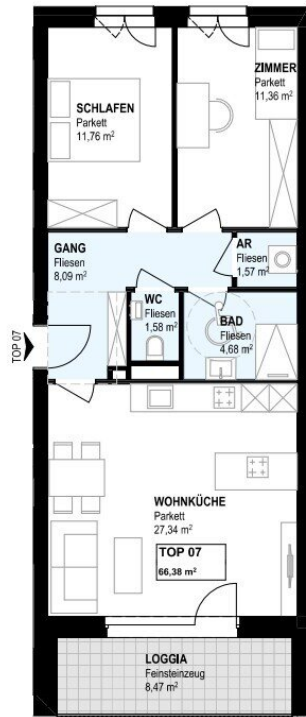 ZIMMER
Parkett
11,36 m²
SCHLAFEN
Parkett
11,76 m²
GANG
Fliesen
8,09 m²
AR
Fliesen
1,57 m²
WC
Fliesen
1,58 m²
BAD
Fliesen
4,68 m²
TOP 07
WOHNKÜCHE
Parkett
27,34 m²
TOP 07
66,38 m²
LOGGIA
Feinsteinzeug
8,47 m²